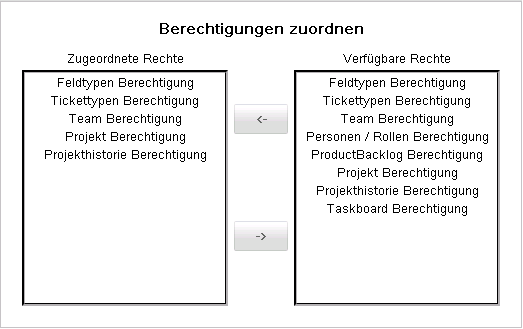 Berechtigungen zuordnen
Zugeordnete Rechte
Feldtypen Berechtigung
Tickettypen Berechtigung
Team Berechtigung
Projekt Berechtigung
Projekthistorie Berechtigung
<-
->
Verfügbare Rechte
Feldtypen Berechtigung
Tickettypen Berechtigung
Team Berechtigung
Personen / Rollen Berechtigung
ProductBacklog Berechtigung
Projekt Berechtigung
Projekthistorie Berechtigung
Taskboard Berechtigung